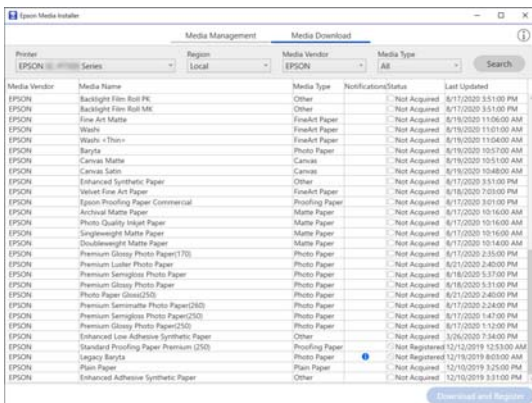 Epson Media Installer
Media Management Media Download
Printer Region Media Vendor Media Type
EPSON Series Local EPSON All Search
Media Vendor Media Name Media Type Notifications Status Last Updated
EPSON Backlight Film Roll PK Other Not Acquired 8/17/2020 3:51:00 PM
EPSON Backlight Film Roll MK Other Not Acquired 8/17/2020 3:51:00 PM
EPSON Fine Art Matte FineArt Paper Not Acquired 8/19/2020 11:06:00 AM
EPSON Washi FineArt Paper Not Acquired 8/19/2020 11:01:00 AM
EPSON Washi <Thin> FineArt Paper Not Acquired 8/19/2020 11:04:00 AM
EPSON Baryta Photo Paper Not Acquired 8/19/2020 10:57:00 AM
EPSON Canvas Matte Canvas Not Acquired 8/19/2020 10:51:00 AM
EPSON Canvas Satin Canvas Not Acquired 8/19/2020 10:48:00 AM
EPSON Enhanced Synthetic Paper Other Not Acquired 8/17/2020 3:51:00 PM
EPSON Velvet Fine Art Paper FineArt Paper Not Acquired 8/18/2020 7:03:00 PM
EPSON Epson Proofing Paper Commercial Proofing Paper Not Acquired 8/17/2020 3:01:00 PM
EPSON Archival Matte Paper Matte Paper Not Acquired 8/17/2020 10:16:00 AM
EPSON Photo Quality Inkjet Paper Matte Paper Not Acquired 8/17/2020 10:16:00 AM
EPSON Singleweight Matte Paper Matte Paper Not Acquired 8/17/2020 10:16:00 AM
EPSON Doubleweight Matte Paper Matte Paper Not Acquired 8/17/2020 10:14:00 AM
EPSON Premium Glossy Photo Paper(170) Photo Paper Not Acquired 8/17/2020 2:35:00 PM
EPSON Premium Luster Photo Paper Photo Paper Not Acquired 8/21/2020 2:40:00 PM
EPSON Premium Semigloss Photo Paper Photo Paper Not Acquired 8/18/2020 5:37:00 PM
EPSON Premium Glossy Photo Paper Photo Paper Not Acquired 8/18/2020 5:31:00 PM
EPSON Photo Paper Gloss(250) Photo Paper Not Acquired 8/21/2020 2:40:00 PM
EPSON Premium Semimatte Photo Paper(260) Photo Paper Not Acquired 8/17/2020 2:24:00 PM
EPSON Premium Semigloss Photo Paper(250) Photo Paper Not Acquired 8/17/2020 1:47:00 PM
EPSON Premium Glossy Photo Paper(250) Photo Paper Not Acquired 8/17/2020 1:12:00 PM
EPSON Enhanced Low Adhesive Synthetic Paper Other Not Acquired 3/26/2020 7:34:00 PM
EPSON Standard Proofing Paper Premium (250) Proofing Paper Not Registered 12/12/2019 12:53:00 AM
EPSON Legacy Baryta Photo Paper Not Registered 12/19/2019 8:03:00 AM
EPSON Plain Paper Plain Paper Not Acquired 12/10/2019 3:25:00 PM
EPSON Enhanced Adhesive Synthetic Paper Other Not Acquired 12/10/2019 3:31:00 PM
Download and Register